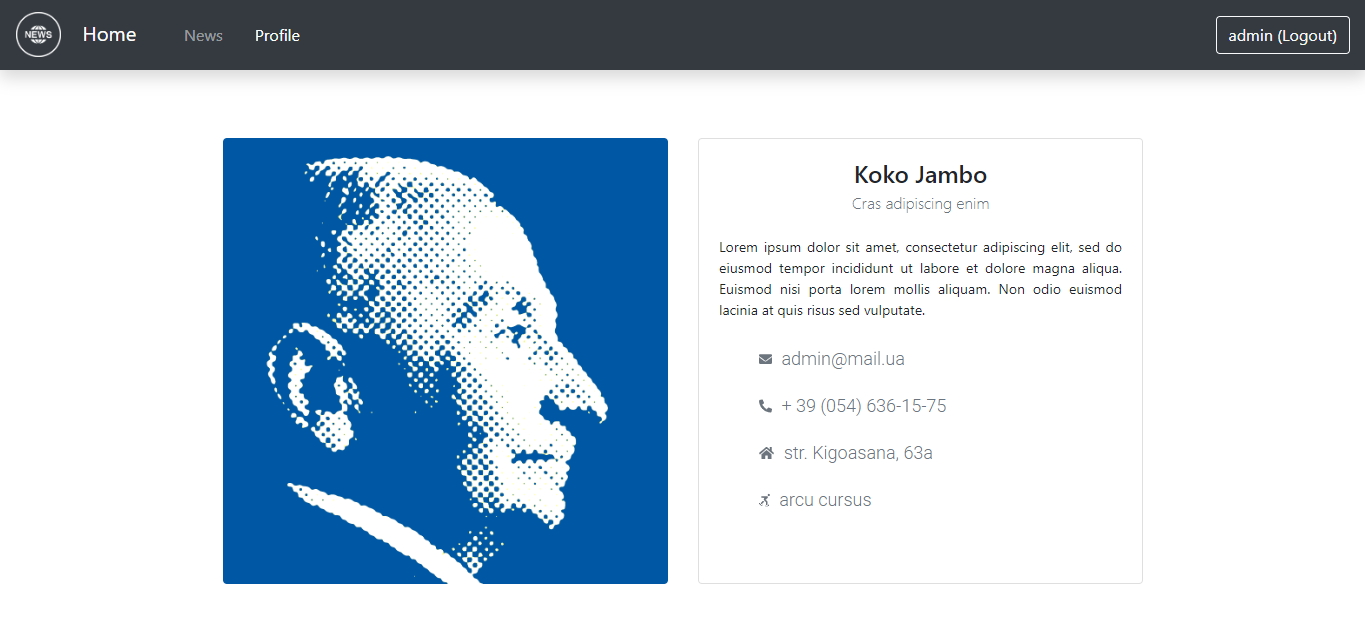 NEWS
Home
News
Profile
admin (Logout)
Koko Jambo
Cras adipiscing enim
Lorem ipsum dolor sit amet, consectetur adipiscing elit, sed do
eiusmod tempor incididunt ut labore et dolore magna aliqua.
Euismod nisi porta lorem mollis aliquam. Non odio euismod
lacinia at quis risus sed vulputate.
admin@mail.ua
+ 39 (054) 636-15-75
str. Kigoasana, 63a
arcu cursus